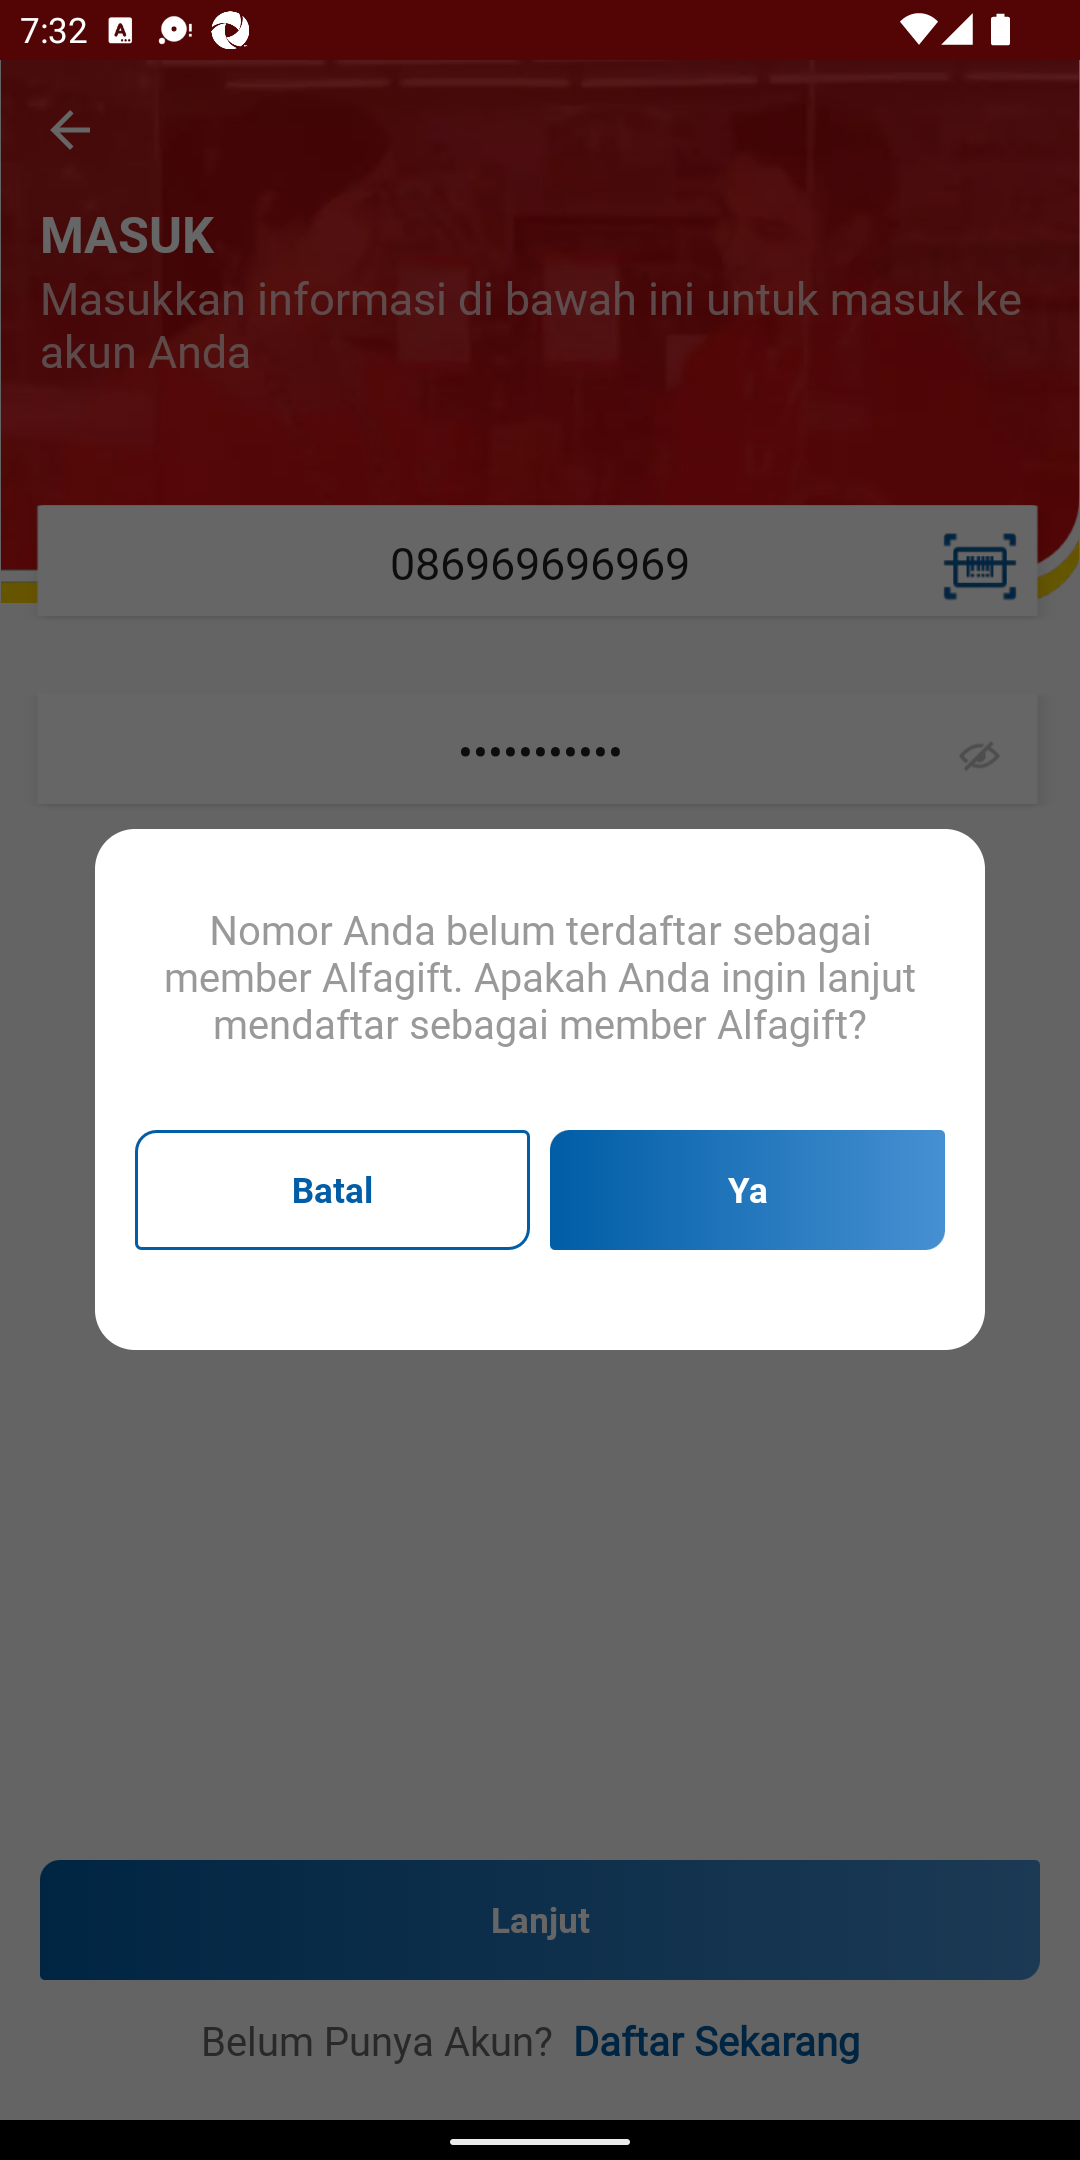 7:32
MASUK
Masukkan informasi di bawah ini untuk masuk ke
akun Anda
086969696969
•••••••••••
Nomor Anda belum terdaftar sebagai
member Alfagift. Apakah Anda ingin lanjut
mendaftar sebagai member Alfagift?
Batal
Ya
Lanjut
Belum Punya Akun? Daftar Sekarang